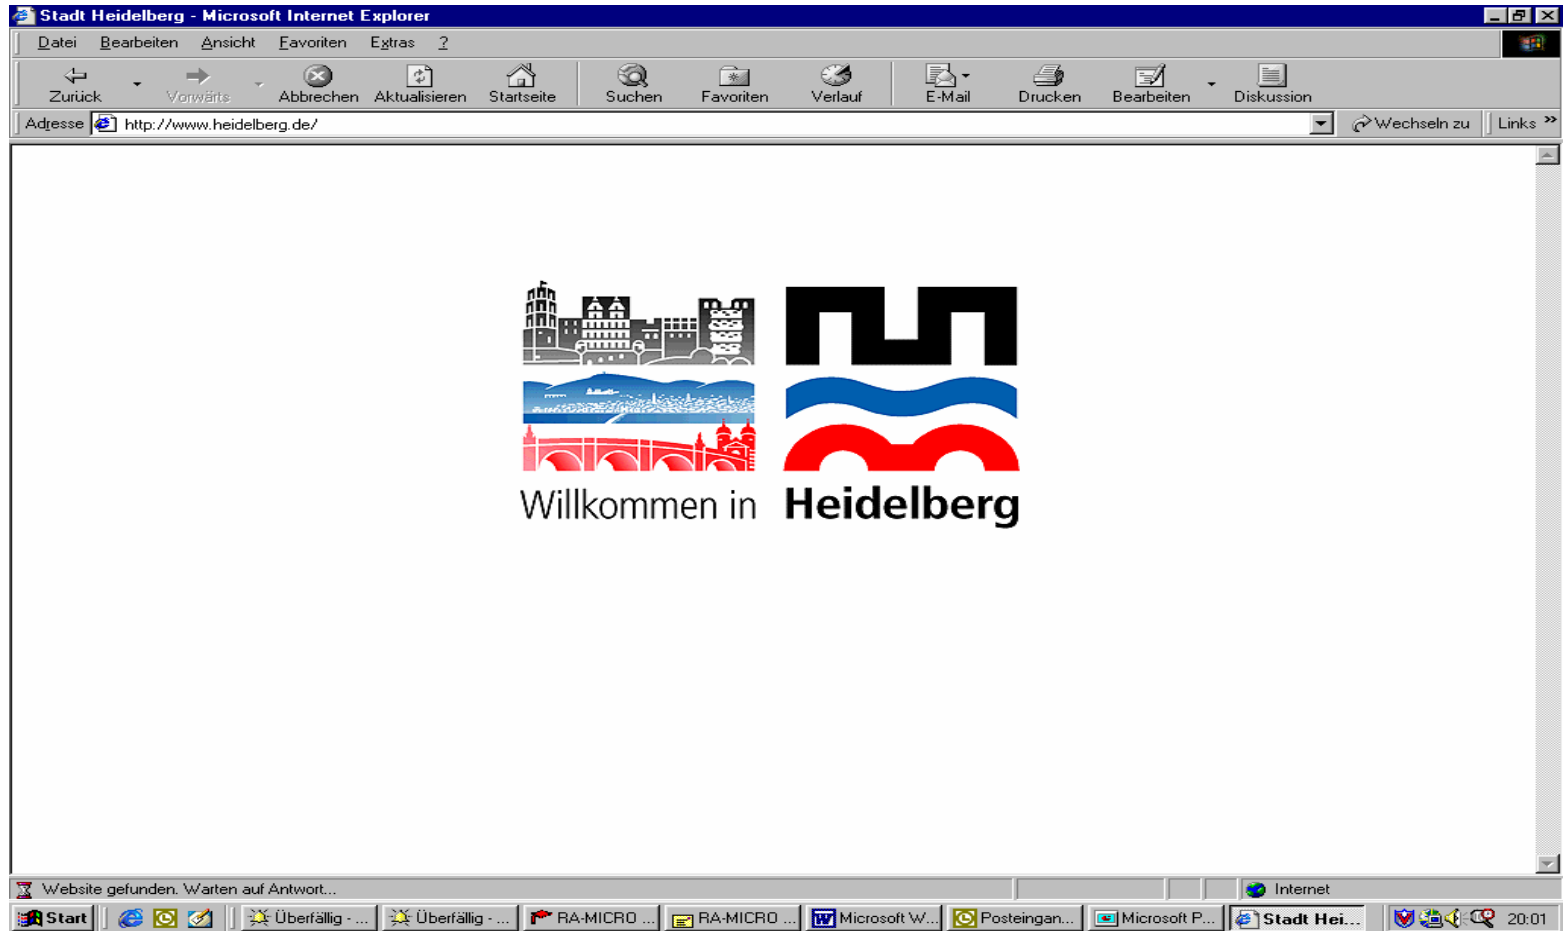 Stadt Heidelberg - Microsoft Internet Explorer
Datei Bearbeiten Ansicht Favoriten Extras ?
Zurück Vorwärts Abbrechen Aktualisieren Startseite Suchen Favoriten Verlauf E-Mail Drucken Bearbeiten Diskussion
Adresse http://www.heidelberg.de/ Wechseln zu Links »
Willkommen in Heidelberg
Website gefunden. Warten auf Antwort... Internet
Start Überfällig - ... Überfällig - ... RA-MICRO ... RA-MICRO ... Microsoft W... Posteingan... Microsoft P... Stadt Hei... 20:01